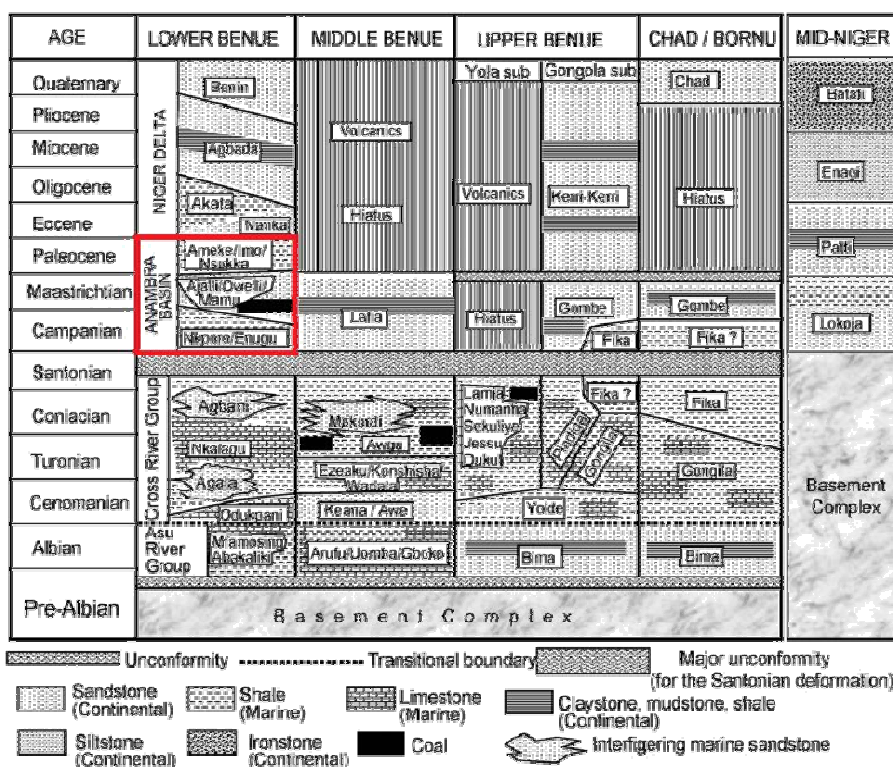 AGE LOWER BENUE MIDDLE BENUE UPPER BENUE CHAD / BORNU MID-NIGER
Yola sub Gongola sub
Quaternary Benin Chad Batati
Pliocene
Volcanics
Miocene NIGER DELTA Agbada
Enagi
Oligocene Volcanics Keari-Kerri
Akata Hiatus Hiatus
Eocene Nanka
Paleocene Ameke/Imo/
Nsukka Patti
ANAMBRA BASIN
Maastrichtian Ajalli/Owelli/
Mamu
Lafia Hiatus Gombe Gombe
Campanian Lokoja
Nkporo/Enugu Fika Fika ?
Santonian
Cross River Group
Agbani Lamja Fika ? Fika
Coniacian Makurdi Numanha
Sekuliye
Nkalagu Awgu Jessu
Turonian Dukul Gongila Gongila
Agala Ezeaku/Konshisha/
Wadata
Cenomanian Basement
Complex
Odukpani Keana / Awe Yolde
Asu
River
Group
Albian Mfamosing
Abakaliki Arufu/Uomba/Gboko Bima Bima
Pre-Albian Basement Complex
Unconformity Transitional boundary Major unconformity
(for the Santonian deformation)
Sandstone
(Continental)
Shale
(Marine)
Limestone
(Marine)
Claystone, mudstone, shale
(Continental)
Siltstone
(Continental)
Ironstone
(Continental)
Coal
Interfigering marine sandstone